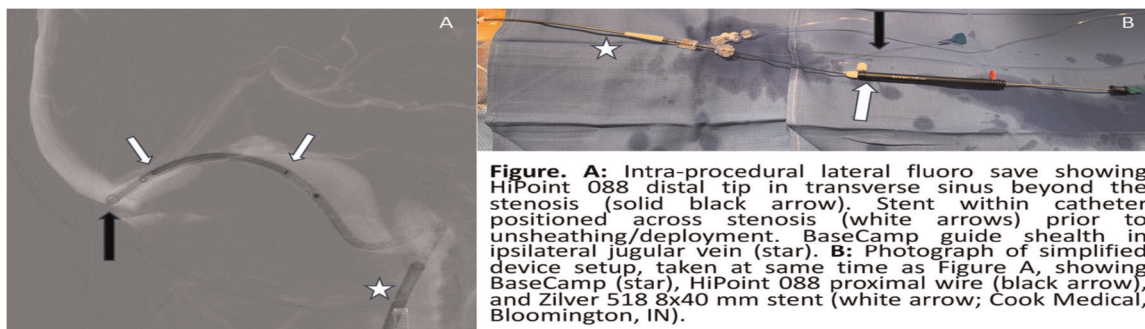 A
B
Figure. A: Intra-procedural lateral fluoro save showing
HiPoint 088 distal tip in transverse sinus beyond the
stenosis (solid black arrow). Stent within catheter
positioned across stenosis (white arrows) prior to
unsheathing/deployment. BaseCamp guide shealth in
ipsilateral jugular vein (star). B: Photograph of simplified
device setup, taken at same time as Figure A, showing
BaseCamp (star), HiPoint 088 proximal wire (black arrow),
and Zilver 518 8x40 mm stent (white arrow; Cook Medical,
Bloomington, IN).